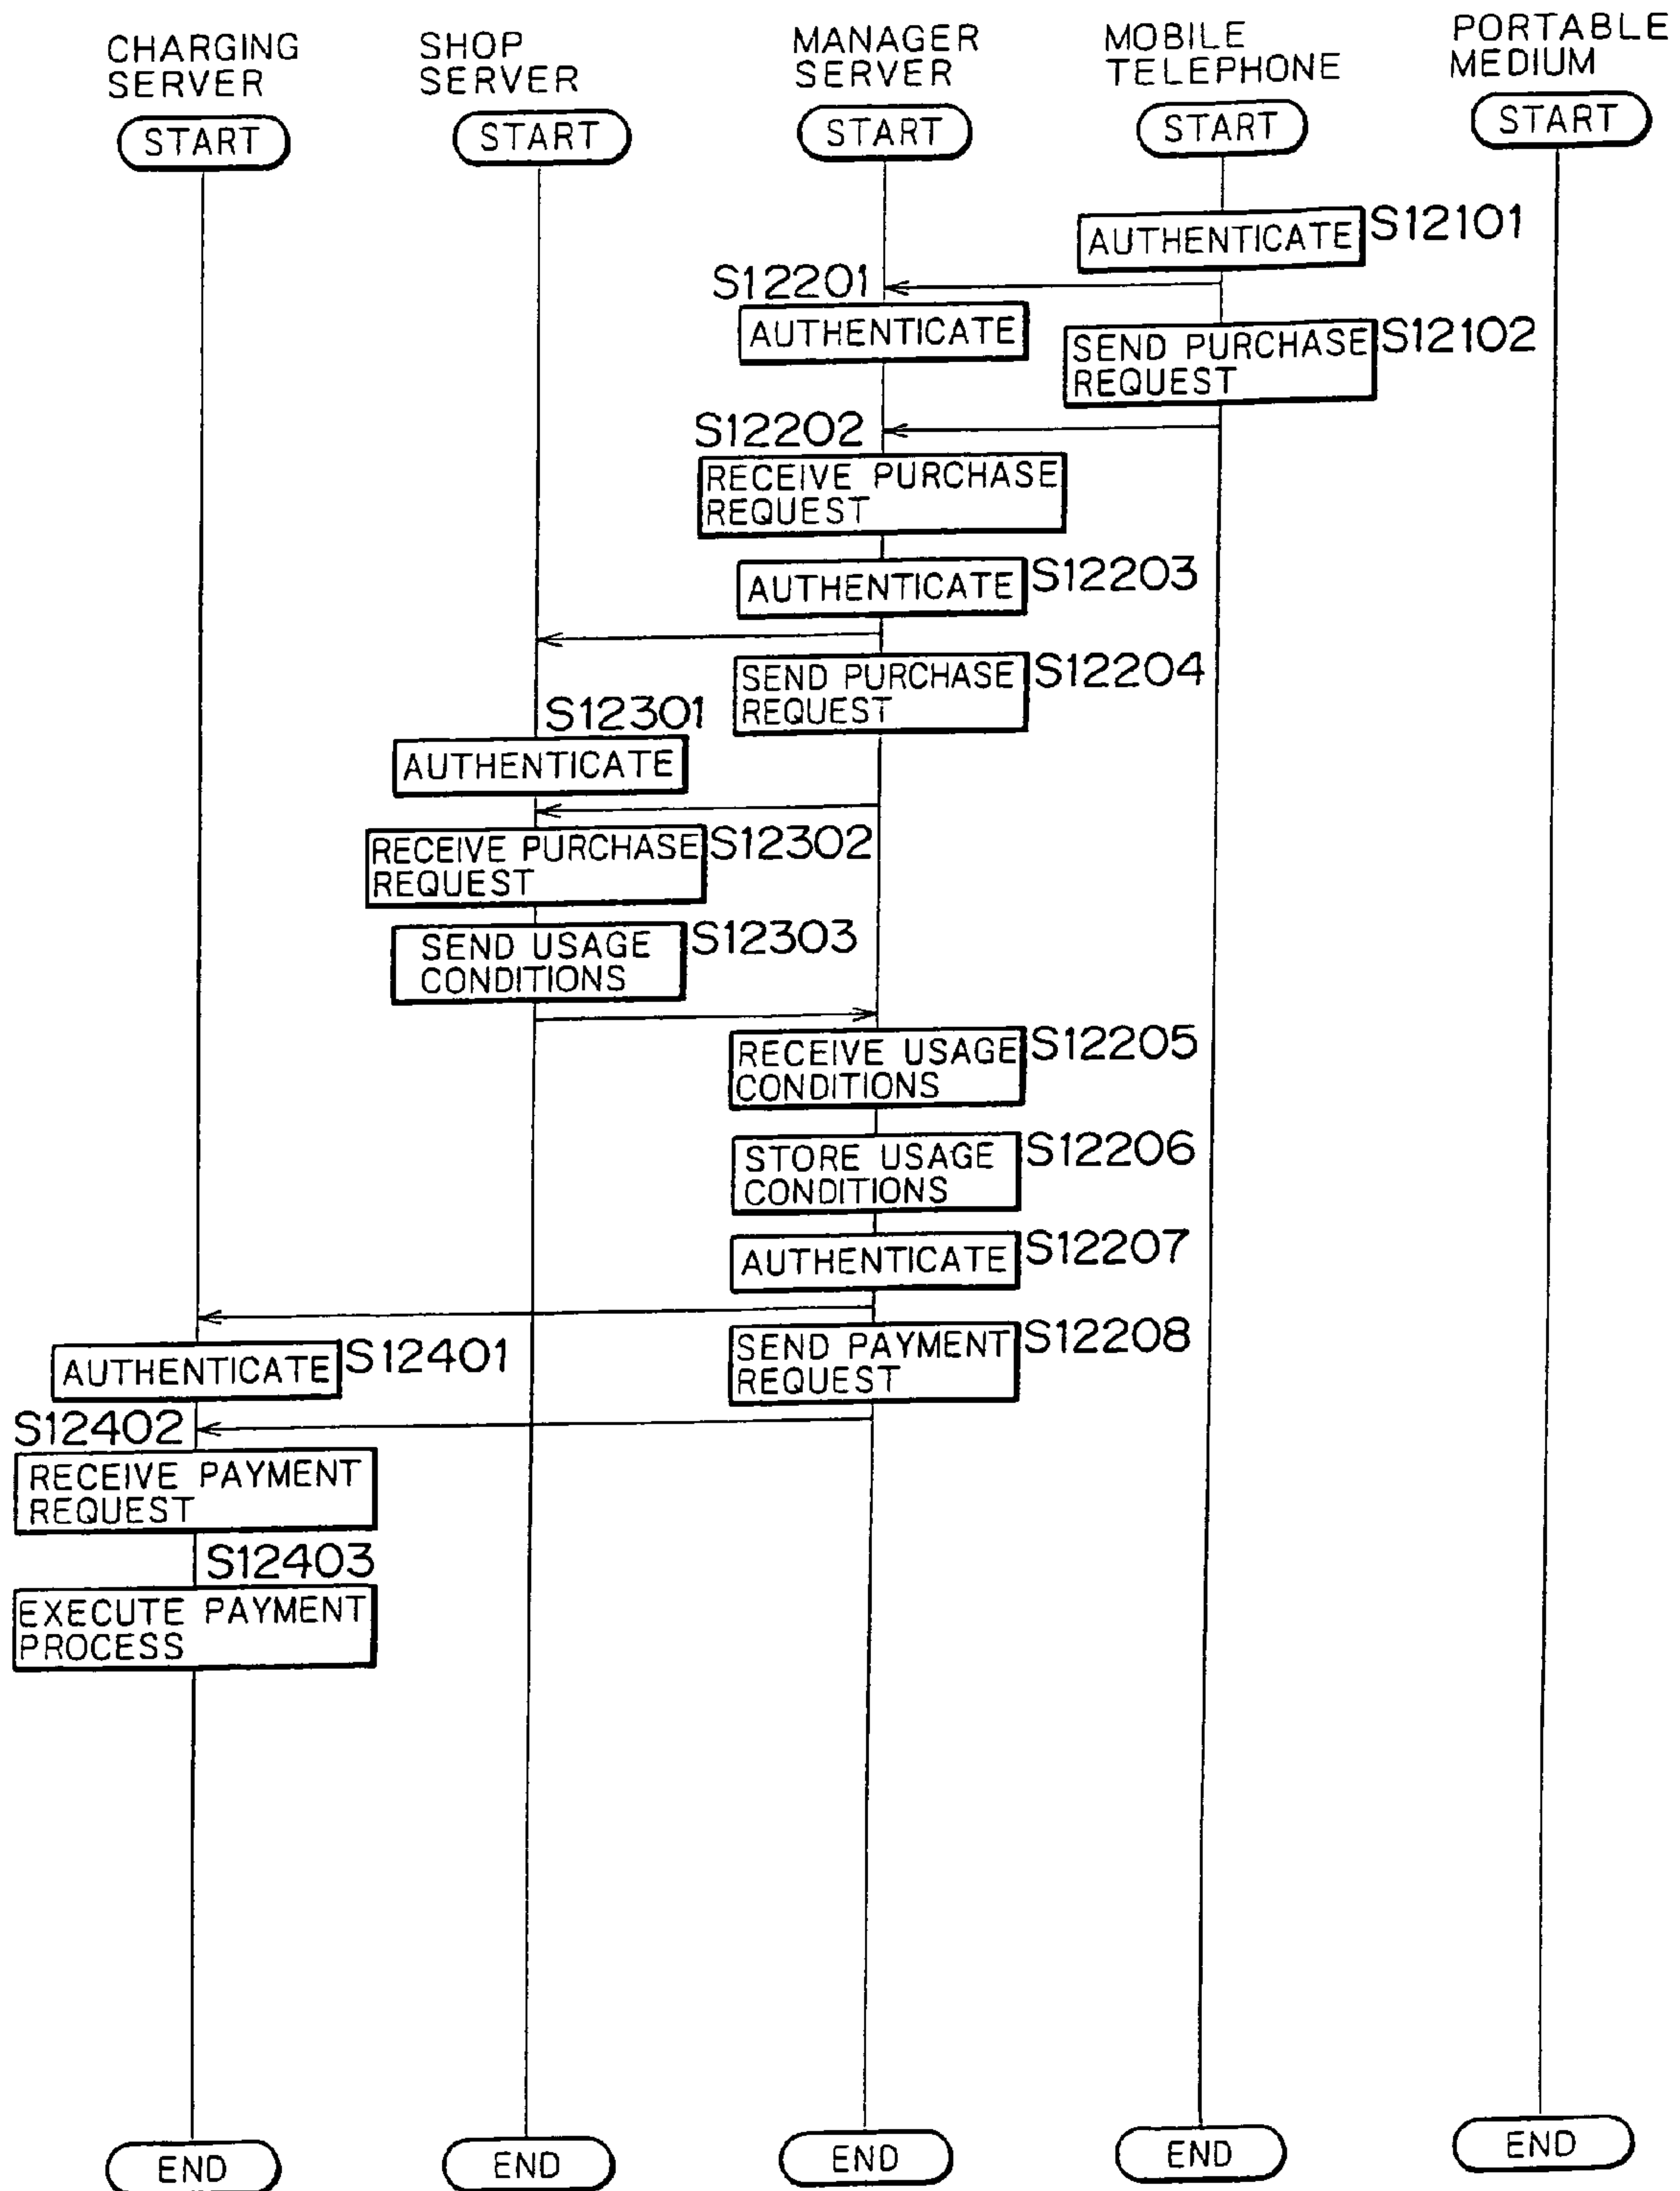 CHARGING
SERVER
SHOP
SERVER
MANAGER
SERVER
MOBILE
TELEPHONE
PORTABLE
MEDIUM
START
START
START
START
START
AUTHENTICATE
S12101
S12201
AUTHENTICATE
SEND PURCHASE
REQUEST
S12102
S12202
RECEIVE PURCHASE
REQUEST
AUTHENTICATE
S12203
SEND PURCHASE
REQUEST
S12204
S12301
AUTHENTICATE
RECEIVE PURCHASE
REQUEST
S12302
SEND USAGE
CONDITIONS
S12303
RECEIVE USAGE
CONDITIONS
S12205
STORE USAGE
CONDITIONS
S12206
AUTHENTICATE
S12207
AUTHENTICATE
S12401
SEND PAYMENT
REQUEST
S12208
S12402
RECEIVE PAYMENT
REQUEST
S12403
EXECUTE PAYMENT
PROCESS
END
END
END
END
END